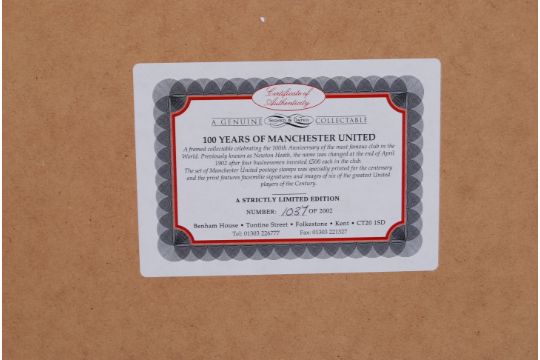 Certificate of
Authenticity
A GENUINE BENHAM COLLECTABLE
100 YEARS OF MANCHESTER UNITED
A framed collectable celebrating the 100th Anniversary of the most famous club in the
World. Previously known as Newton Heath, the name was changed at the end of April
1902 after four businessmen invested £500 each in the club.
The set of Manchester United postage stamps was specially printed for the centenary
and the print features facsimile signatures and images of six of the greatest United
players of the Century.
A STRICTLY LIMITED EDITION
NUMBER: 1037 OF 2002
Benham House • Tontine Street • Folkestone • Kent • CT20 1SD
Tel: 01303 226777 Fax: 01303 221327